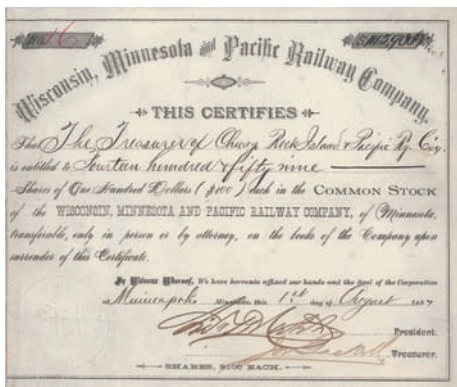 No. 16
Wisconsin, Minnesota and Pacific Railway Company.
THIS CERTIFIES
That The Treasurer of Chicago Rock Island & Pacific Ry. Co'y.
is entitled to Fourteen hundred & fifty nine
Shares of One Hundred Dollars ($100) each in the COMMON STOCK
of the WISCONSIN, MINNESOTA AND PACIFIC RAILWAY COMPANY, of Minnesota,
transferable, only in person or by attorney, on the books of the Company upon
surrender of this Certificate.
In Witness Whereof, We have hereunto affixed our hands and the Seal of the Corporation
at Minneapolis Minnesota this 1st day of August 1887
President.
Treasurer.
SHARES, $100 EACH.